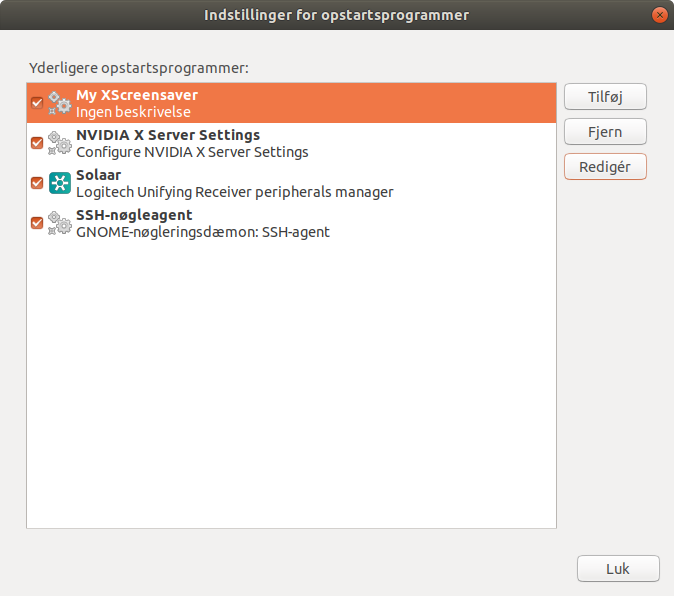 Indstillinger for opstartsprogrammer
Yderligere opstartsprogrammer:
My XScreensaver
Ingen beskrivelse
NVIDIA X Server Settings
Configure NVIDIA X Server Settings
Solaar
Logitech Unifying Receiver peripherals manager
SSH-nøgleagent
GNOME-nøgleringsdæmon: SSH-agent
Tilføj
Fjern
Redigér
Luk